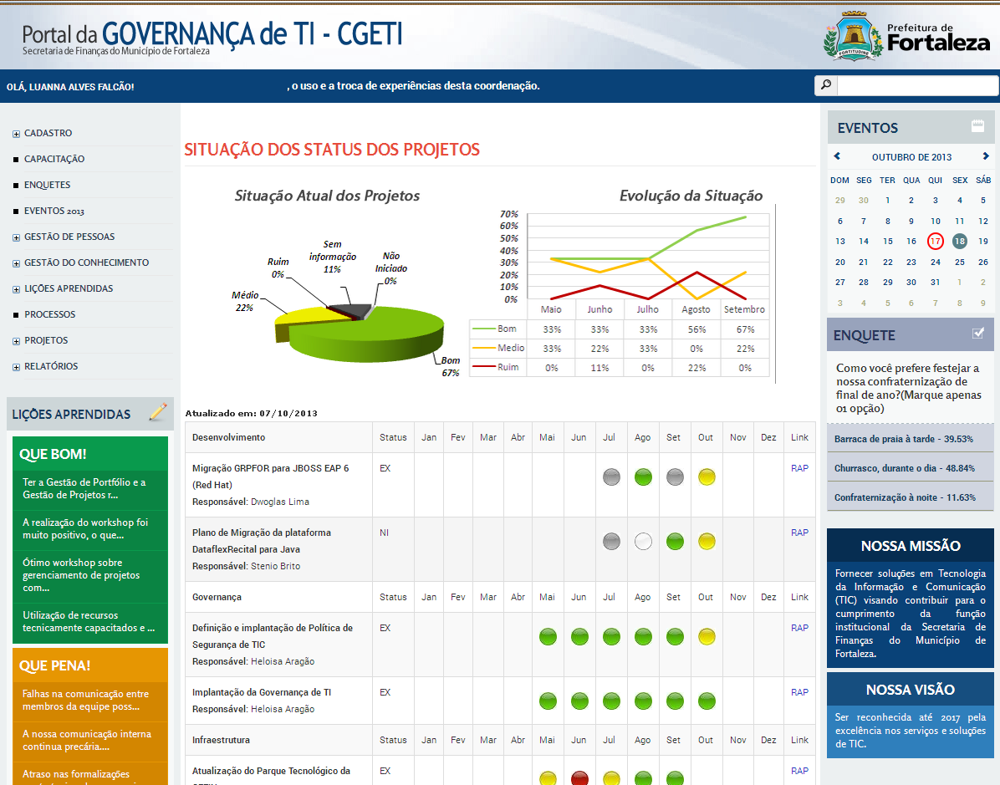 Portal da GOVERNANÇA de TI - CGETI
Secretaria de Finanças do Município de Fortaleza
FORTITUDINE
Prefeitura de
Fortaleza
OLÁ, LUANNA ALVES FALCÃO!
, o uso e a troca de experiências desta coordenação.
CADASTRO
CAPACITAÇÃO
ENQUETES
EVENTOS 2013
GESTÃO DE PESSOAS
GESTÃO DO CONHECIMENTO
LIÇÕES APRENDIDAS
PROCESSOS
PROJETOS
RELATÓRIOS
LIÇÕES APRENDIDAS
QUE BOM!
Ter a Gestão de Portfólio e a
Gestão de Projetos r...
A realização do workshop foi
muito positivo, o que...
Ótimo workshop sobre
gerenciamento de projetos
com...
Utilização de recursos
tecnicamente capacitados e ...
QUE PENA!
Falhas na comunicação entre
membros da equipe poss...
A nossa comunicação interna
continua precária....
Atraso nas formalizações
SITUAÇÃO DOS STATUS DOS PROJETOS
Situação Atual dos Projetos
Ruim
0%
Sem
informação
11%
Não
Iniciado
0%
Médio
22%
Bom
67%
Evolução da Situação
70%
60%
50%
40%
30%
20%
10%
0%
Maio Junho Julho Agosto Setembro
Bom 33% 33% 33% 56% 67%
Medio 33% 22% 33% 0% 22%
Ruim 0% 11% 0% 22% 0%
Atualizado em: 07/10/2013
Desenvolvimento Status Jan Fev Mar Abr Mai Jun Jul Ago Set Out Nov Dez Link
Migração GRPFOR para JBOSS EAP 6 EX RAP
(Red Hat)
Responsável: Dwoglas Lima
Plano de Migração da plataforma NI RAP
DataflexRecital para Java
Responsável: Stenio Brito
Governança Status Jan Fev Mar Abr Mai Jun Jul Ago Set Out Nov Dez Link
Definição e implantação de Política de EX RAP
Segurança de TIC
Responsável: Heloisa Aragão
Implantação da Governança de TI EX RAP
Responsável: Heloisa Aragão
Infraestrutura Status Jan Fev Mar Abr Mai Jun Jul Ago Set Out Nov Dez Link
Atualização do Parque Tecnológico da EX RAP
EVENTOS
OUTUBRO DE 2013
DOM SEG TER QUA QUI SEX SÁB
29 30 1 2 3 4 5
6 7 8 9 10 11 12
13 14 15 16 17 18 19
20 21 22 23 24 25 26
27 28 29 30 31 1 2
3 4 5 6 7 8 9
ENQUETE
Como você prefere festejar a
nossa confraternização de
final de ano?(Marque apenas
01 opção)
Barraca de praia à tarde - 39.53%
Churrasco, durante o dia - 48.84%
Confraternização à noite - 11.63%
NOSSA MISSÃO
Fornecer soluções em Tecnologia
da Informação e Comunicação
(TIC) visando contribuir para o
cumprimento da função
institucional da Secretaria de
Finanças do Município de
Fortaleza.
NOSSA VISÃO
Ser reconhecida até 2017 pela
excelência nos serviços e soluções
de TIC.